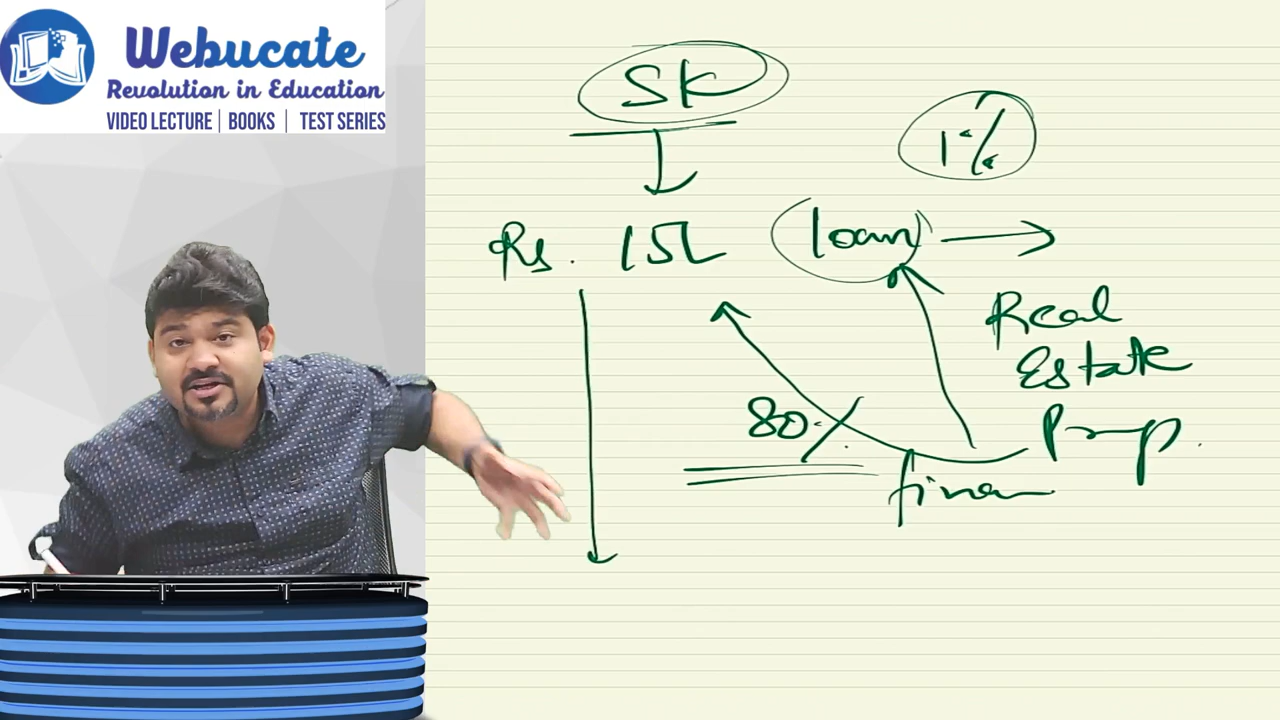 Webucate
Revolution in Education
VIDEO LECTURE | BOOKS | TEST SERIES
SK
1%
Rs. 15L (loan)
Real
Estate
80%
Prop.
finan